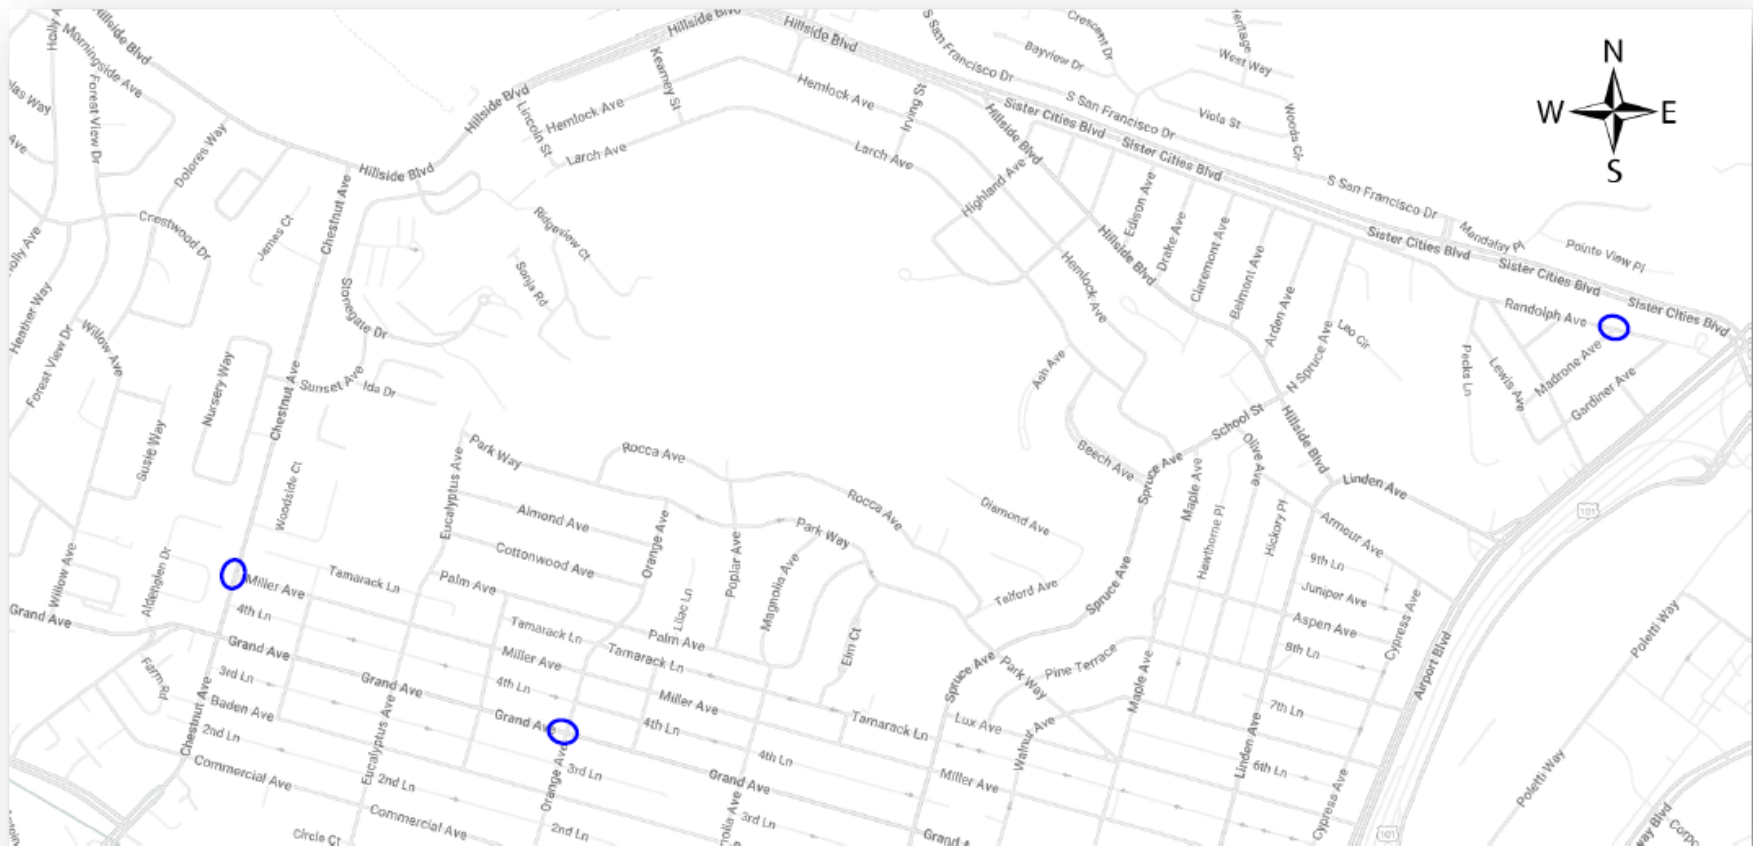 Hillside Blvd
Hillside Blvd
Hillside Blvd
Morningside Ave
Forest View Dr
Ave
Dolores Way
Hillside Blvd
Lincoln St
Hemlock Ave
Kearney St
Larch Ave
Hemlock Ave
Irving St
Larch Ave
S San Francisco Dr
Bayview Dr
Crescent Dr
West Way
Viola St
Woods Cir
S San Francisco Dr
Sister Cities Blvd
Hillside Blvd
Sister Cities Blvd
N
W
E
S
Hillside Blvd
Chestnut Ave
Crestwood Dr
James Ct
Ridgeview Ct
Sonja Rd
Stonegate Dr
Highland Ave
Edison Ave
Drake Ave
Claremont Ave
Belmont Ave
Arden Ave
Hillside Blvd
Hemlock Ave
S San Francisco Dr
Mandalay Pl
Pointe View Pl
Sister Cities Blvd
Sister Cities Blvd
Sister Cities Blvd
Randolph Ave
Heather Way
Forest View Dr
Willow Ave
Nursery Way
Susie Way
Chestnut Ave
Sunset Ave
Ida Dr
Ash Ave
N Spruce Ave
Leo Cir
Pecks Ln
Lewis Ave
Madrone Ave
Gardiner Ave
School St
Hillside Blvd
Olive Ave
Beech Ave
Spruce Ave
Maple Ave
Linden Ave
Park Way
Rocca Ave
Eucalyptus Ave
Woodside Ct
Almond Ave
Cottonwood Ave
Orange Ave
Rocca Ave
Park Way
Diamond Ave
Hawthorne Pl
Hickory Pl
Armour Ave
101
Willow Ave
Aldenglen Dr
Miller Ave
Tamarack Ln
Palm Ave
Poplar Ave
Magnolia Ave
Lilac Ln
Telford Ave
Spruce Ave
9th Ln
Juniper Ave
Aspen Ave
8th Ln
Cypress Ave
Poletti Way
Grand Ave
4th Ln
Grand Ave
Tamarack Ln
Palm Ave
Tamarack Ln
Elm Ct
Spruce Ave
Park Way
Pine Terrace
Maple Ave
Airport Blvd
Farm Rd
3rd Ln
Baden Ave
Grand Ave
Miller Ave
4th Ln
Miller Ave
Grand Ave
4th Ln
Tamarack Ln
Lux Ave
Walnut Ave
7th Ln
Linden Ave
Chestnut Ave
2nd Ln
Commercial Ave
Eucalyptus Ave
2nd Ln
Orange Ave
3rd Ln
4th Ln
Grand Ave
Miller Ave
6th Ln
Cypress Ave
Poletti Way
Circle Ct
Commercial Ave
2nd Ln
3rd Ln
Grand
101